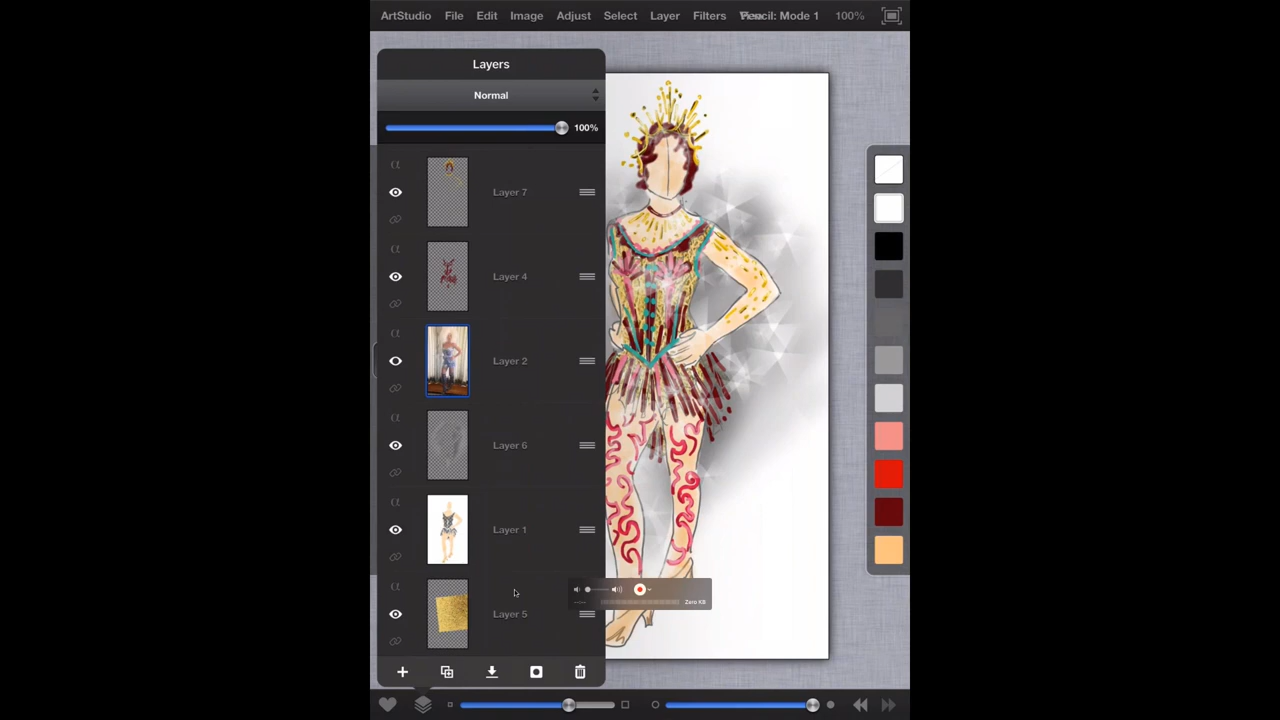 ArtStudio File Edit Image Adjust Select Layer Filters Pencil: Mode 1 100%
Layers
Normal
100%
Layer 7
Layer 4
Layer 2
Layer 6
Layer 1
Layer 5
Zero KB